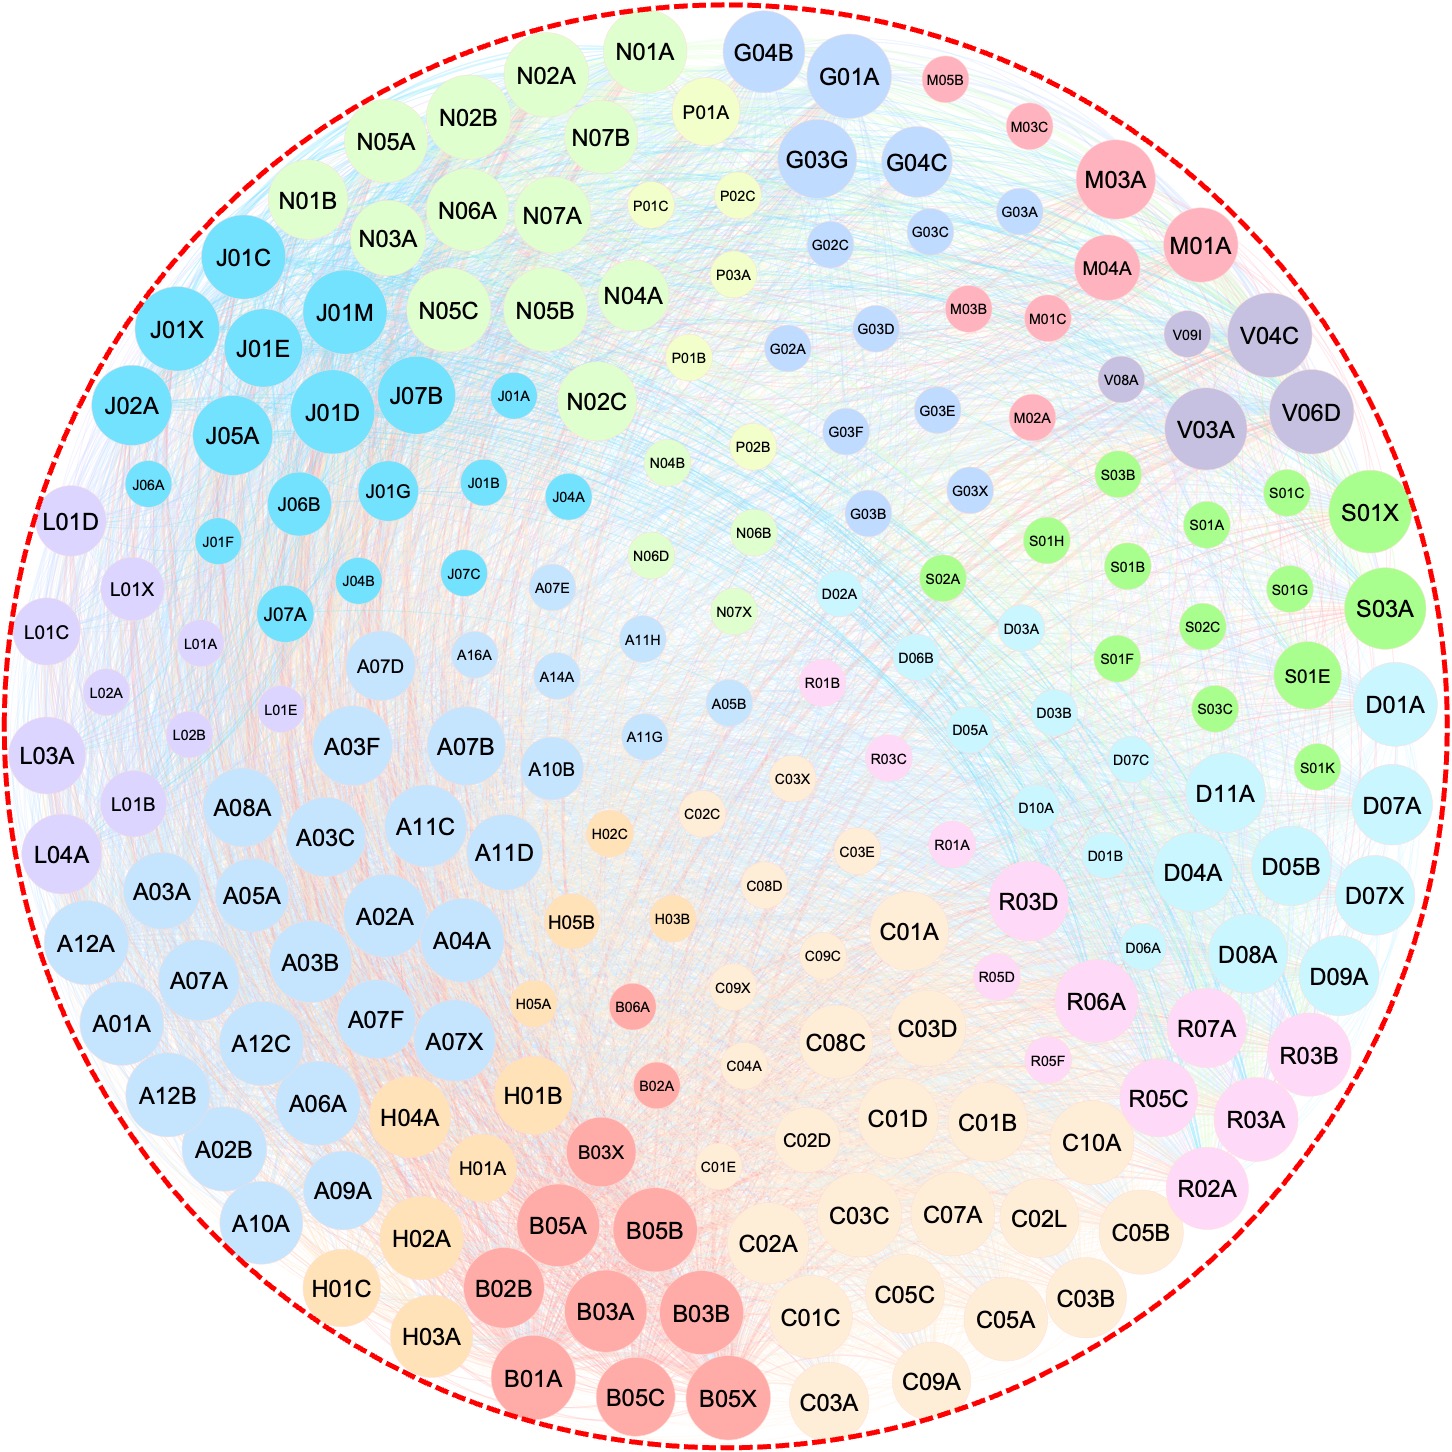 N01A
G04B
N02A
G01A
M05B
P01A
N02B
M03C
N05A
N07B
G03G
G04C
M03A
N01B
P02C
P01C
N06A
G03A
N07A
G03C
N03A
G02C
M01A
J01C
M04A
P03A
N04A
M03B
N05C
N05B
J01M
M01C
J01X
G03D
V09I
V04C
J01E
G02A
P01B
V08A
J07B
J01A
N02C
J02A
G03E
J01D
V06D
M02A
V03A
G03F
J05A
P02B
N04B
S03B
J01B
J06A
J01G
G03X
S01C
J04A
J06B
S01X
G03B
L01D
S01A
N06B
J01F
S01H
N06D
S01B
J07C
J04B
S02A
A07E
L01X
S01G
D02A
S03A
N07X
J07A
S02C
D03A
L01C
A11H
L01A
A16A
D06B
S01F
A07D
A14A
S01E
R01B
L02A
A05B
D01A
L01E
S03C
D03B
D05A
L02B
A11G
A03F
A07B
L03A
R03C
D07C
S01K
A10B
C03X
D11A
L01B
D07A
A08A
D10A
C02C
A11C
H02C
A03C
R01A
A11D
C03E
L04A
D01B
D05B
D04A
C08D
A03A
A05A
D07X
R03D
A02A
H03B
H05B
C01A
A04A
A12A
D06A
D08A
C09C
A03B
D09A
R05D
A07A
C09X
R06A
H05A
B06A
A07F
A01A
R07A
C03D
A07X
C08C
A12C
R03B
R05F
C04A
B02A
A12B
H01B
R05C
A06A
H04A
C01D
R03A
C01B
C02D
C10A
A02B
B03X
C01E
H01A
R02A
A09A
C03C
C07A
C02L
A10A
B05A
B05B
C05B
H02A
C02A
B02B
H01C
C05C
C03B
B03A
B03B
C01C
C05A
H03A
B01A
C09A
B05C
B05X
C03A